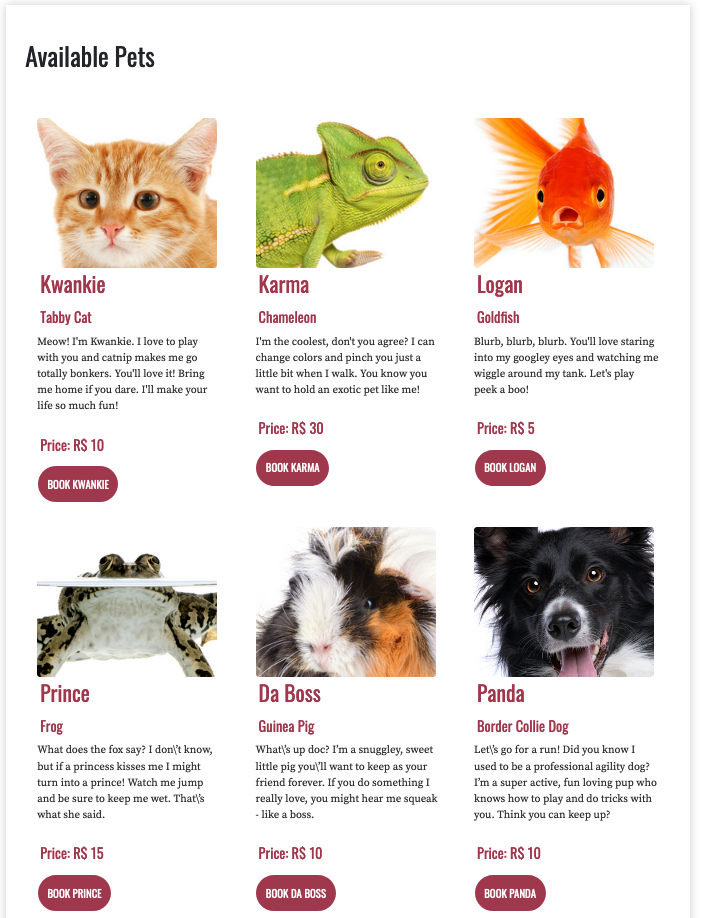 Available Pets
Kwankie
Tabby Cat
Meow! I'm Kwankie. I love to play
with you and catnip makes me go
totally bonkers. You'll love it! Bring
me home if you dare. I'll make your
life so much fun!
Price: R$ 10
BOOK KWANKIE
Karma
Chameleon
I'm the coolest, don't you agree? I can
change colors and pinch you just a
little bit when I walk. You know you
want to hold an exotic pet like me!
Price: R$ 30
BOOK KARMA
Logan
Goldfish
Blurb, blurb, blurb. You'll love staring
into my googley eyes and watching me
wiggle around my tank. Let's play
peek a boo!
Price: R$ 5
BOOK LOGAN
Prince
Frog
What does the fox say? I don\'t know,
but if a princess kisses me I might
turn into a prince! Watch me jump
and be sure to keep me wet. That\'s
what she said.
Price: R$ 15
BOOK PRINCE
Da Boss
Guinea Pig
What\'s up doc? I'm a snuggley, sweet
little pig you\'ll want to keep as your
friend forever. If you do something I
really love, you might hear me squeak
- like a boss.
Price: R$ 10
BOOK DA BOSS
Panda
Border Collie Dog
Let\'s go for a run! Did you know I
used to be a professional agility dog?
I'm a super active, fun loving pup who
knows how to play and do tricks with
you. Think you can keep up?
Price: R$ 10
BOOK PANDA